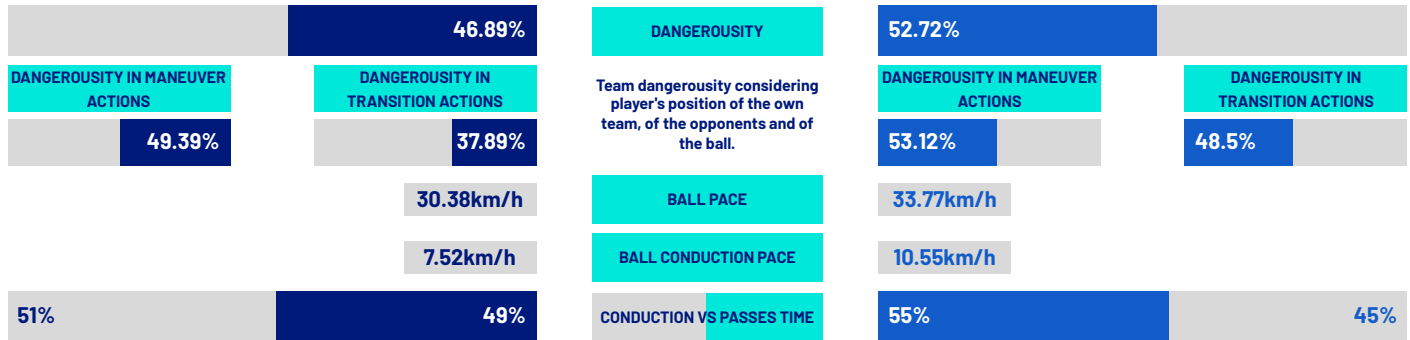 46.89%
DANGEROUSITY
52.72%
DANGEROUSITY IN MANEUVER
ACTIONS
DANGEROUSITY IN
TRANSITION ACTIONS
Team dangerousity considering
player's position of the own
team, of the opponents and of
the ball.
DANGEROUSITY IN MANEUVER
ACTIONS
DANGEROUSITY IN
TRANSITION ACTIONS
49.39%
37.89%
53.12%
48.5%
30.38km/h
BALL PACE
33.77km/h
7.52km/h
BALL CONDUCTION PACE
10.55km/h
51%
49%
CONDUCTION VS PASSES TIME
55%
45%